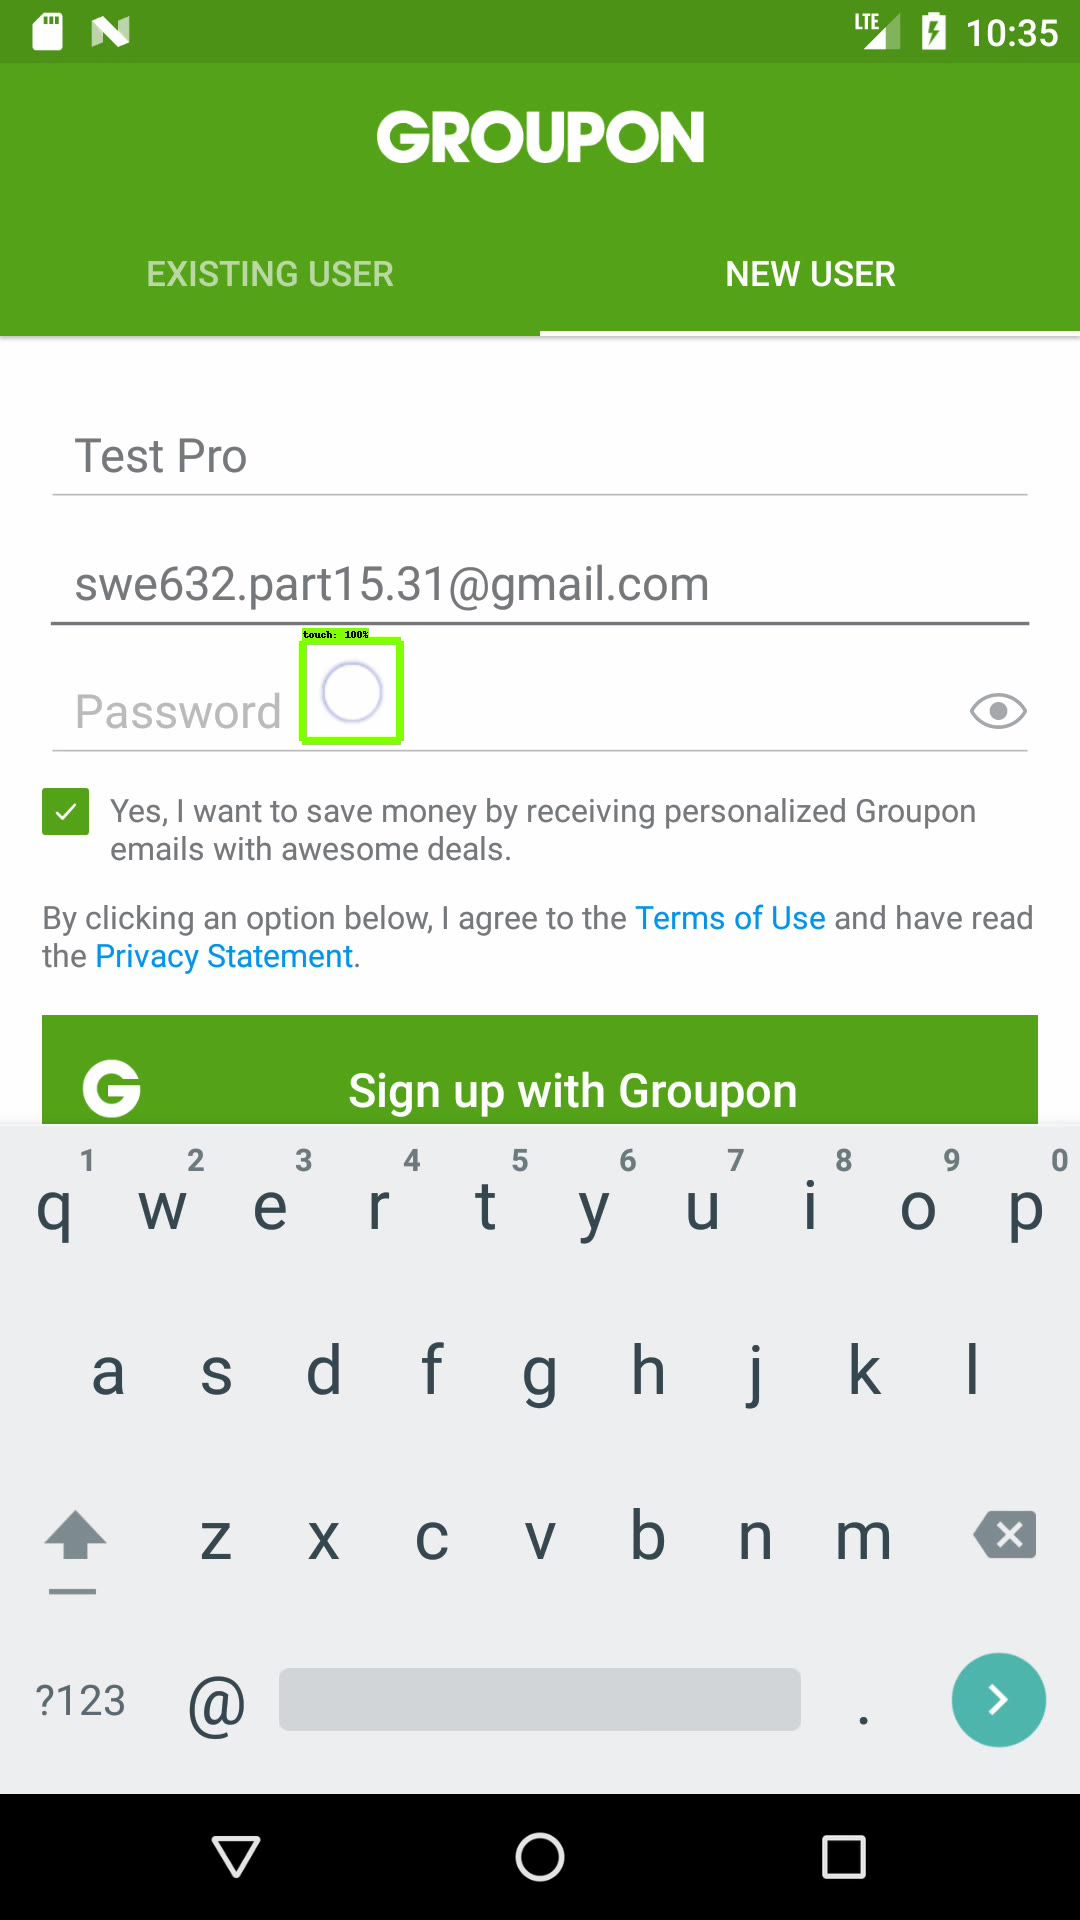 LTE 10:35
GROUPON
EXISTING USER NEW USER
Test Pro
swe632.part15.31@gmail.com
touch: 100%
Password
Yes, I want to save money by receiving personalized Groupon
emails with awesome deals.
By clicking an option below, I agree to the Terms of Use and have read
the Privacy Statement.
G Sign up with Groupon
1 2 3 4 5 6 7 8 9 0
q w e r t y u i o p
a s d f g h j k l
z x c v b n m
?123 @ .